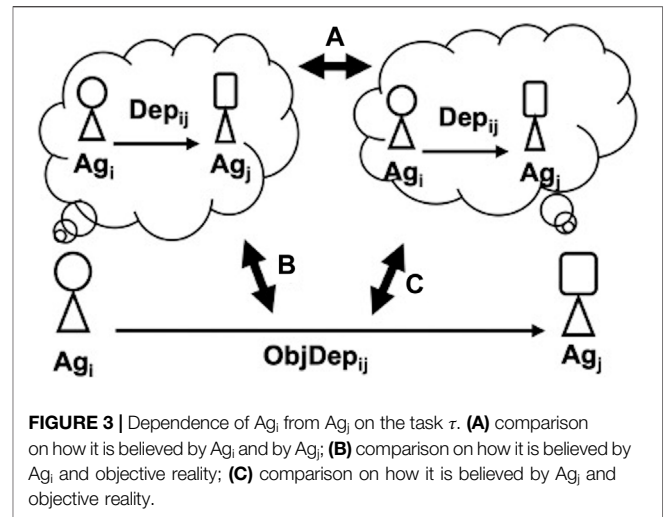 A
Dep_ij Dep_ij
Ag_i Ag_j Ag_i Ag_j
B C
Ag_i ObjDep_ij Ag_j
FIGURE 3 | Dependence of Ag_i from Ag_j on the task τ. (A) comparison
on how it is believed by Ag_i and by Ag_j; (B) comparison on how it is believed by
Ag_i and objective reality; (C) comparison on how it is believed by Ag_j and
objective reality.